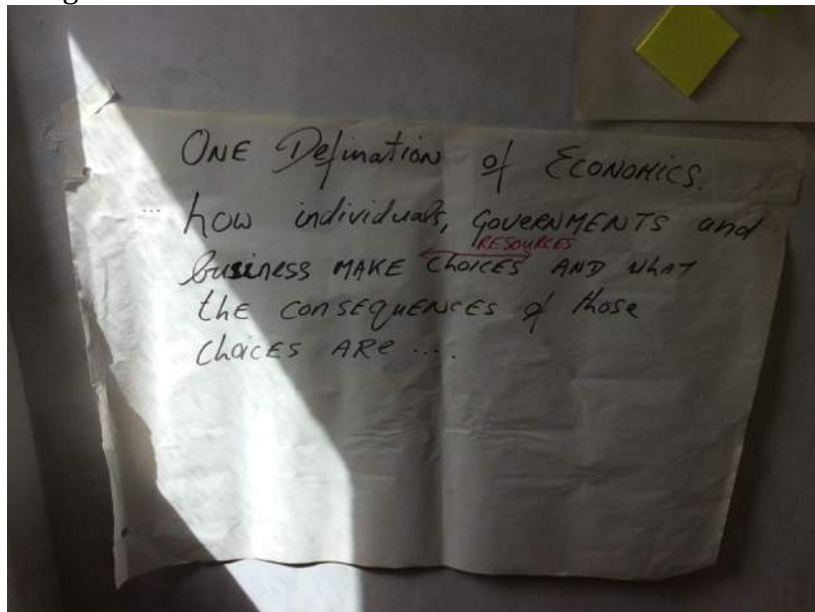 ONE Defination of ECONOMICS.
... how individuals, GOVERNMENTS and
RESOURCES
business MAKE choicES AND what
thE conSEQUENCES of those
choicES ARe ....